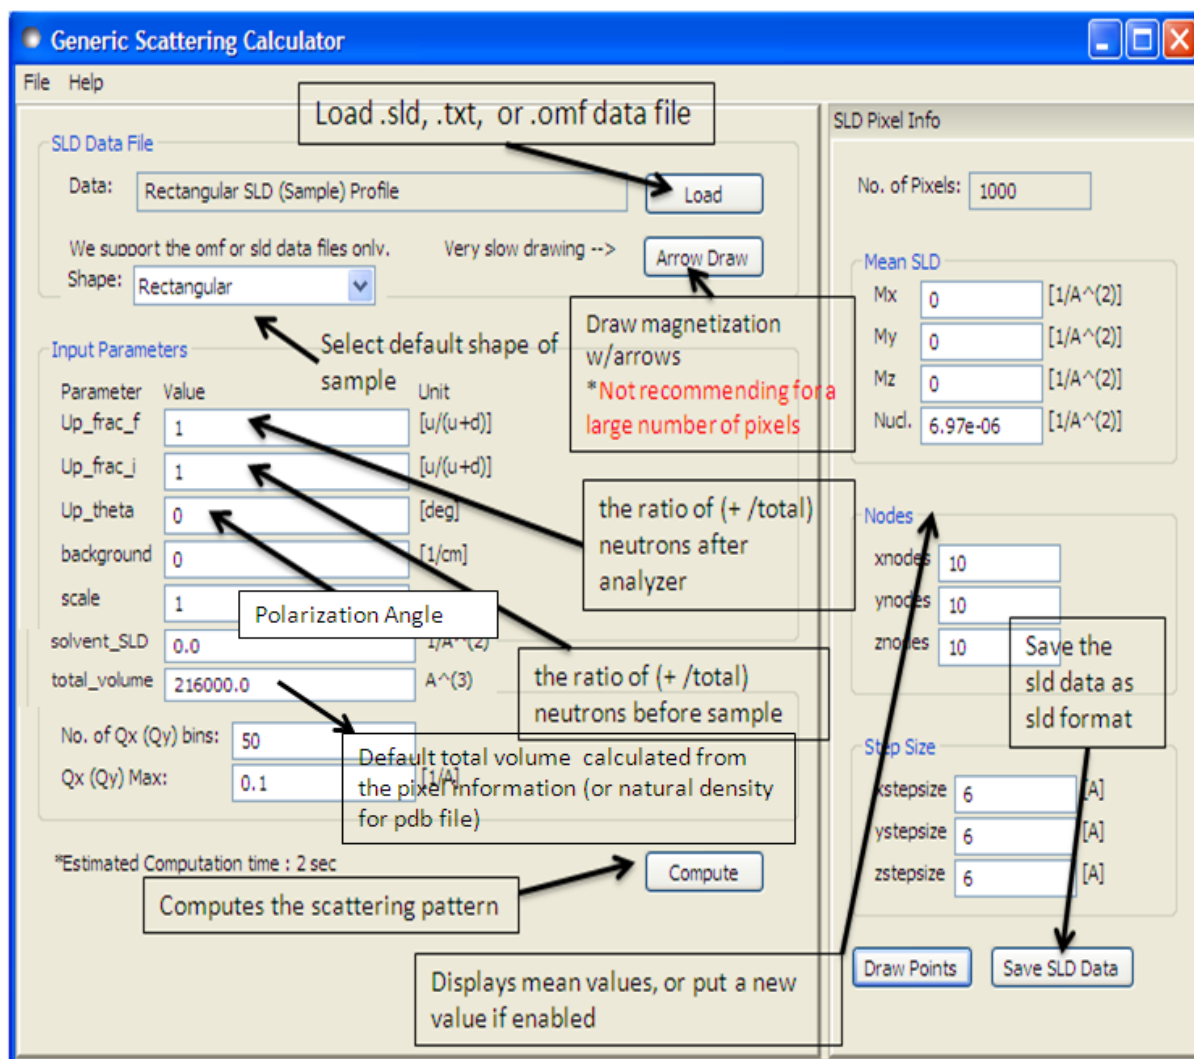 Generic Scattering Calculator
File Help
Load .sld, .txt, or .omf data file
SLD Data File
Data: Rectangular SLD (Sample) Profile Load
We support the omf or sld data files only. Very slow drawing --> Arrow Draw
Shape: Rectangular
Select default shape of
sample
Draw magnetization
w/arrows
*Not recommending for a
large number of pixels
Input Parameters
Parameter Value Unit
Up_frac_f 1 [u/(u+d)]
Up_frac_i 1 [u/(u+d)]
Up_theta 0 [deg]
background 0 [1/cm]
scale 1
solvent_SLD 0.0 1/A^(2)
total_volume 216000.0 A^(3)
the ratio of (+ /total)
neutrons after
analyzer
Polarization Angle
the ratio of (+ /total)
neutrons before sample
No. of Qx (Qy) bins: 50
Qx (Qy) Max: 0.1 [1/A]
Default total volume calculated from
the pixel information (or natural density
for pdb file)
*Estimated Computation time : 2 sec Compute
Computes the scattering pattern
Displays mean values, or put a new
value if enabled
SLD Pixel Info
No. of Pixels: 1000
Mean SLD
Mx 0 [1/A^(2)]
My 0 [1/A^(2)]
Mz 0 [1/A^(2)]
Nucl. 6.97e-06 [1/A^(2)]
Nodes
xnodes 10
ynodes 10
znodes 10
Save the
sld data as
sld format
Step Size
xstepsize 6 [A]
ystepsize 6 [A]
zstepsize 6 [A]
Draw Points Save SLD Data